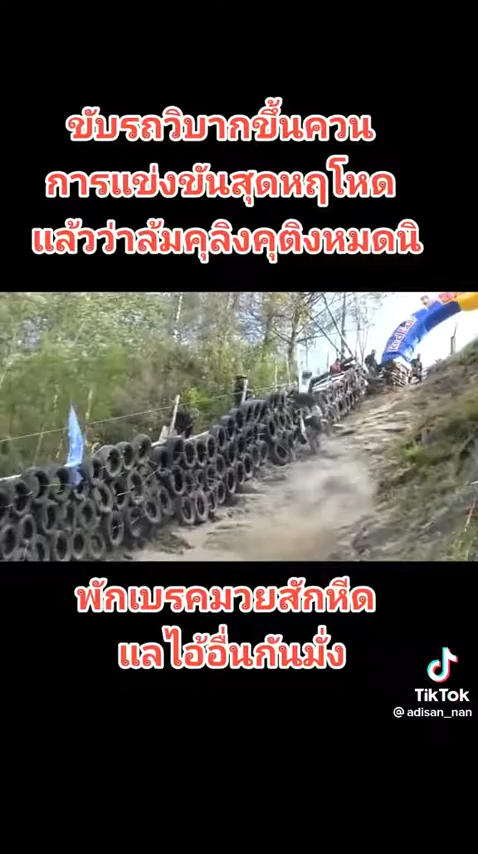 ขับรถวิบากขึ้นควน
การแข่งขันสุดหฤโหด
แล้วว่าล้มคุลิงคุติงหมดนิ
Red Bull
พักเบรคมวยสักหีด
แลไอ้อื่นกันมั่ง
TikTok
@adisan_nan